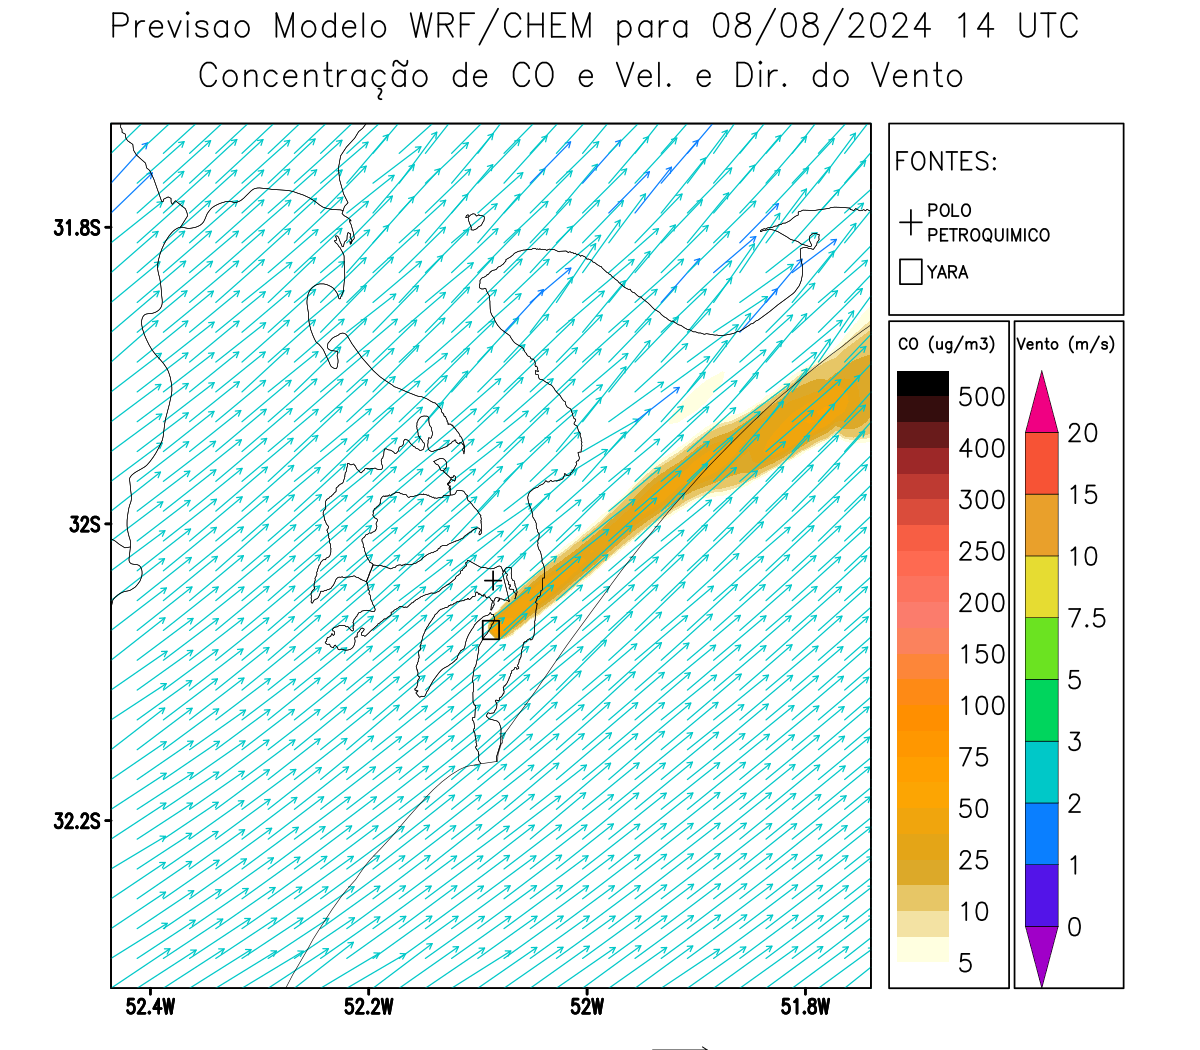 Previsao Modelo WRF/CHEM para 08/08/2024 14 UTC
Concentração de CO e Vel. e Dir. do Vento
FONTES:
POLO
PETROQUIMICO
YARA
31.8S
32S
32.2S
52.4W
52.2W
52W
51.8W
CO (ug/m3)
500
400
300
250
200
150
100
75
50
25
10
5
Vento (m/s)
20
15
10
7.5
5
3
2
1
0